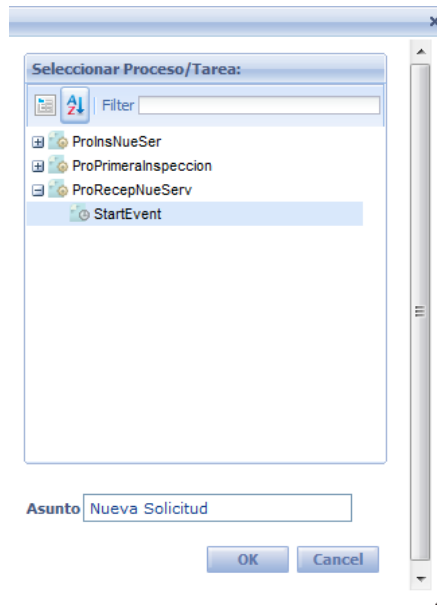 Seleccionar Proceso/Tarea:
Filter
ProInsNueSer
ProPrimeraInspeccion
ProRecepNueServ
StartEvent
Asunto Nueva Solicitud
OK Cancel